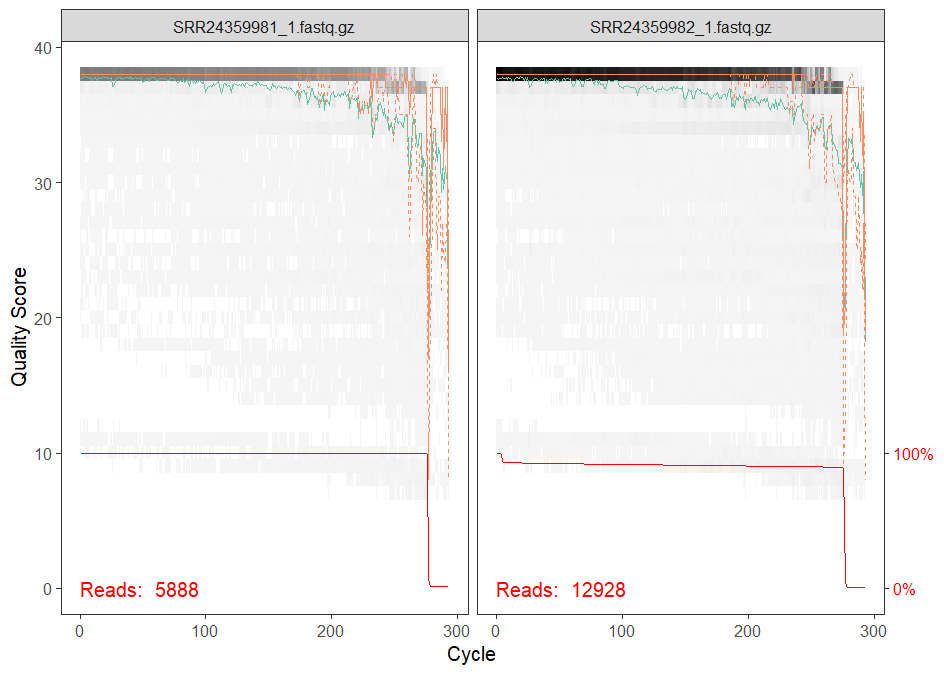 SRR24359981_1.fastq.gz
SRR24359982_1.fastq.gz
Quality Score
40
30
20
10
0
100%
0%
Reads: 5888
Reads: 12928
0 100 200 300
0 100 200 300
Cycle